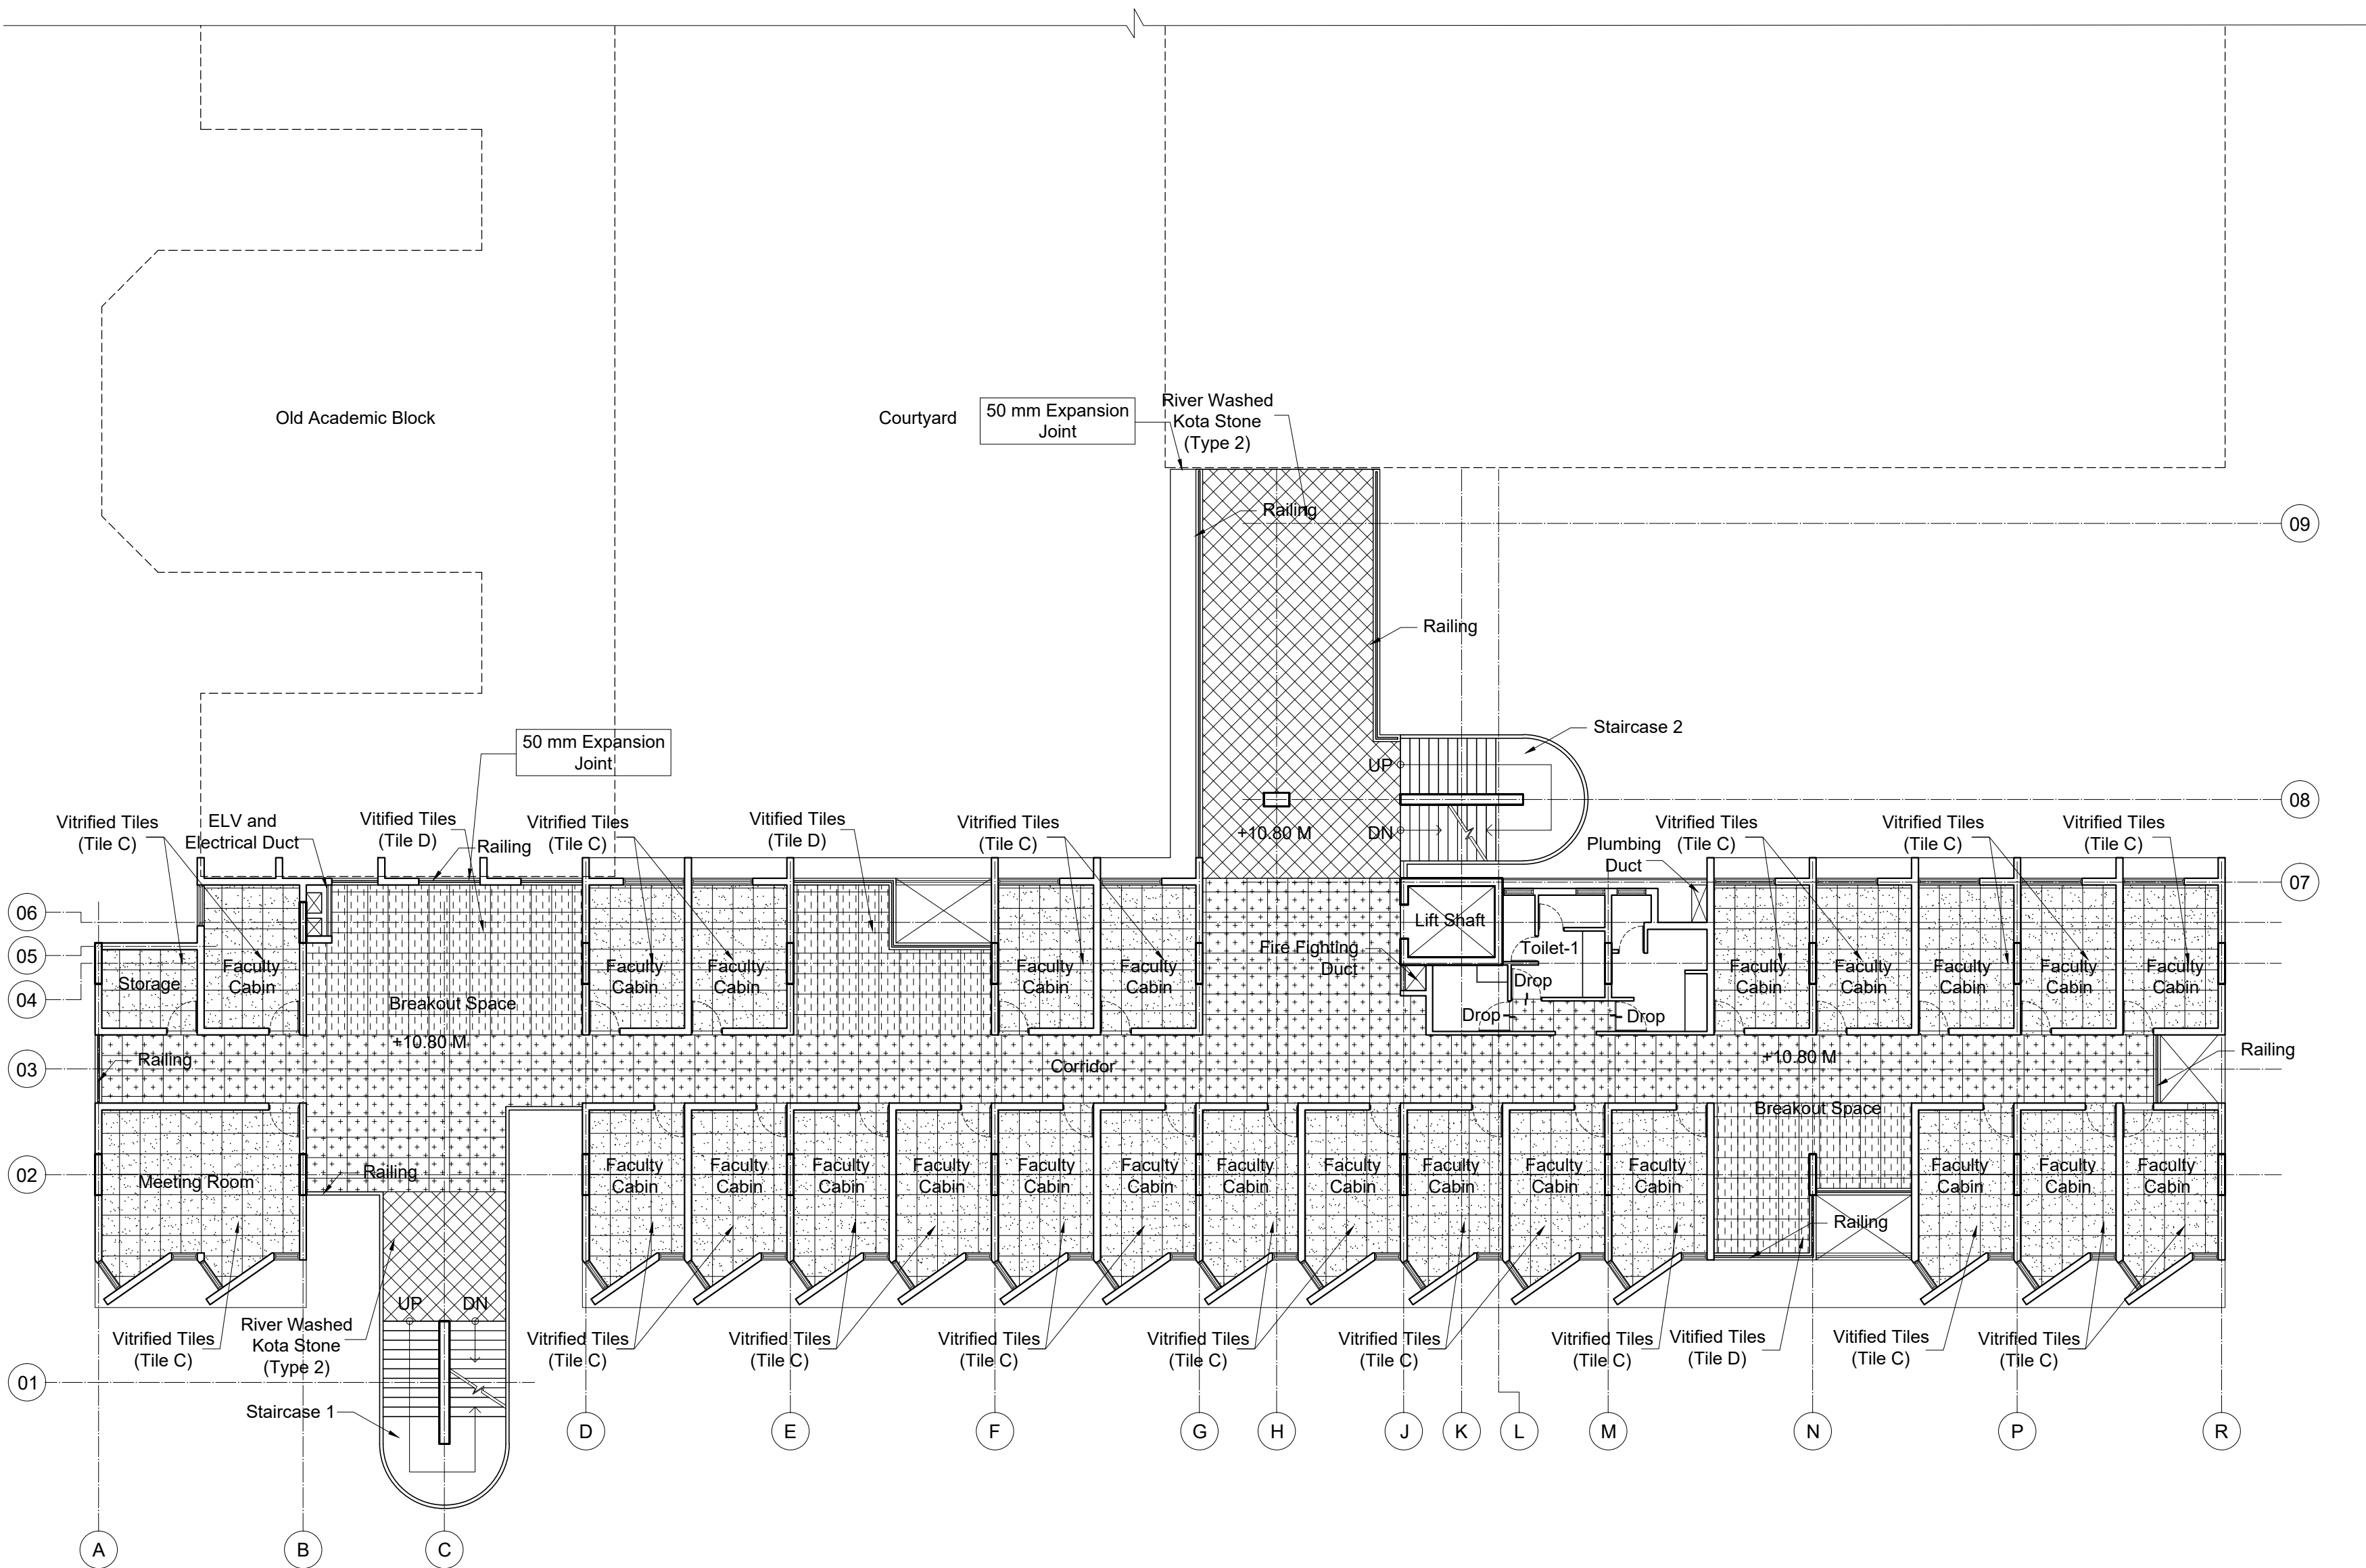 Old Academic Block
Courtyard
50 mm Expansion
Joint
River Washed
Kota Stone
(Type 2)
Railing
09
Railing
Staircase 2
50 mm Expansion
Joint
UP
08
DN
+10.80 M
Vitrified Tiles
(Tile C)
ELV and
Electrical Duct
Vitified Tiles
(Tile D)
Railing
Vitrified Tiles
(Tile C)
Vitified Tiles
(Tile D)
Vitrified Tiles
(Tile C)
Plumbing
Duct
Vitrified Tiles
(Tile C)
Vitrified Tiles
(Tile C)
Vitrified Tiles
(Tile C)
07
06
05
04
Storage
Faculty
Cabin
Breakout Space
+10.80 M
Faculty
Cabin
Faculty
Cabin
Faculty
Cabin
Faculty
Cabin
Fire Fighting
Duct
Lift Shaft
Toilet-1
Drop
Drop
Drop
Faculty
Cabin
Faculty
Cabin
Faculty
Cabin
Faculty
Cabin
Faculty
Cabin
03
Railing
Corridor
+10.80 M
Railing
Breakout Space
02
Meeting Room
Railing
Faculty
Cabin
Faculty
Cabin
Faculty
Cabin
Faculty
Cabin
Faculty
Cabin
Faculty
Cabin
Faculty
Cabin
Faculty
Cabin
Faculty
Cabin
Faculty
Cabin
Faculty
Cabin
Railing
Faculty
Cabin
Faculty
Cabin
Faculty
Cabin
UP
DN
Vitrified Tiles
(Tile C)
River Washed
Kota Stone
(Type 2)
Vitrified Tiles
(Tile C)
Vitrified Tiles
(Tile C)
Vitrified Tiles
(Tile C)
Vitrified Tiles
(Tile C)
Vitrified Tiles
(Tile C)
Vitrified Tiles
(Tile C)
Vitified Tiles
(Tile D)
Vitified Tiles
(Tile C)
Vitrified Tiles
(Tile C)
01
Staircase 1
D
E
F
G
H
J
K
L
M
N
P
R
A
B
C